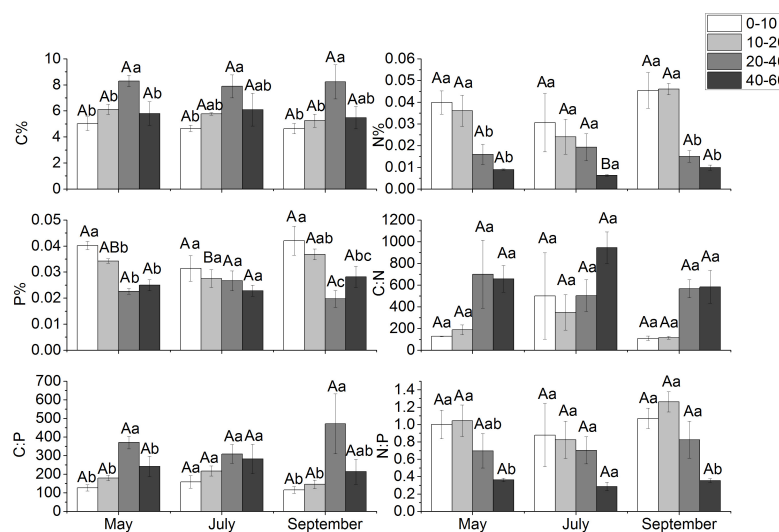 0-10
10-20
20-40
40-60
C%
10
8
6
4
2
0
Ab Ab Aa Ab
Ab Aab Aa Aab
Ab Ab Aa Aab
N%
0.06
0.05
0.04
0.03
0.02
0.01
0.00
Aa Aa Ab Ab
Aa Aa Aa Ba
Aa Aa Ab Ab
P%
0.05
0.04
0.03
0.02
0.01
0.00
Aa ABb Ab Ab
Aa Ba Aa Aa
Aa Aab Ac Abc
C:N
1200
1000
800
600
400
200
0
Aa Aa Aa Aa
Aa Aa Aa Aa
Aa Aa Aa Aa
C:P
700
600
500
400
300
200
100
0
Ab Ab Aa Ab
Aa Aa Aa Aa
Ab Ab Aa Aab
May July September
N:P
1.4
1.2
1.0
0.8
0.6
0.4
0.2
0.0
Aa Aa Aab Ab
Aa Aa Aa Aa
Aa Aa Aa Ab
May July September